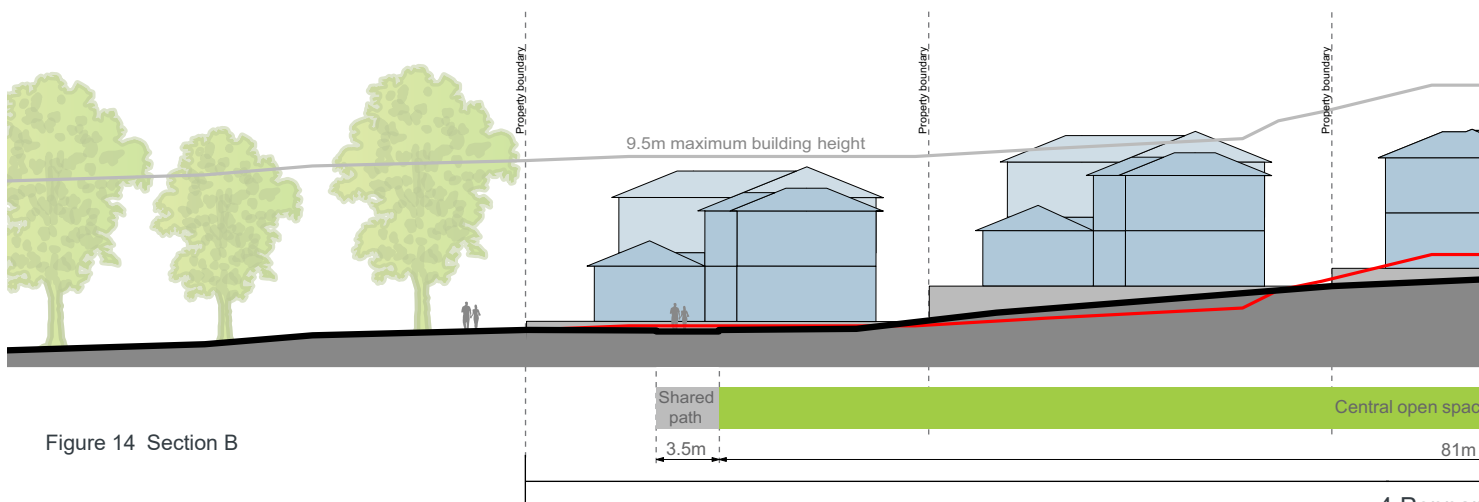 Property boundary
Property boundary
Property boundary
9.5m maximum building height
Shared
path
Central open spac
Figure 14 Section B
3.5m
81m